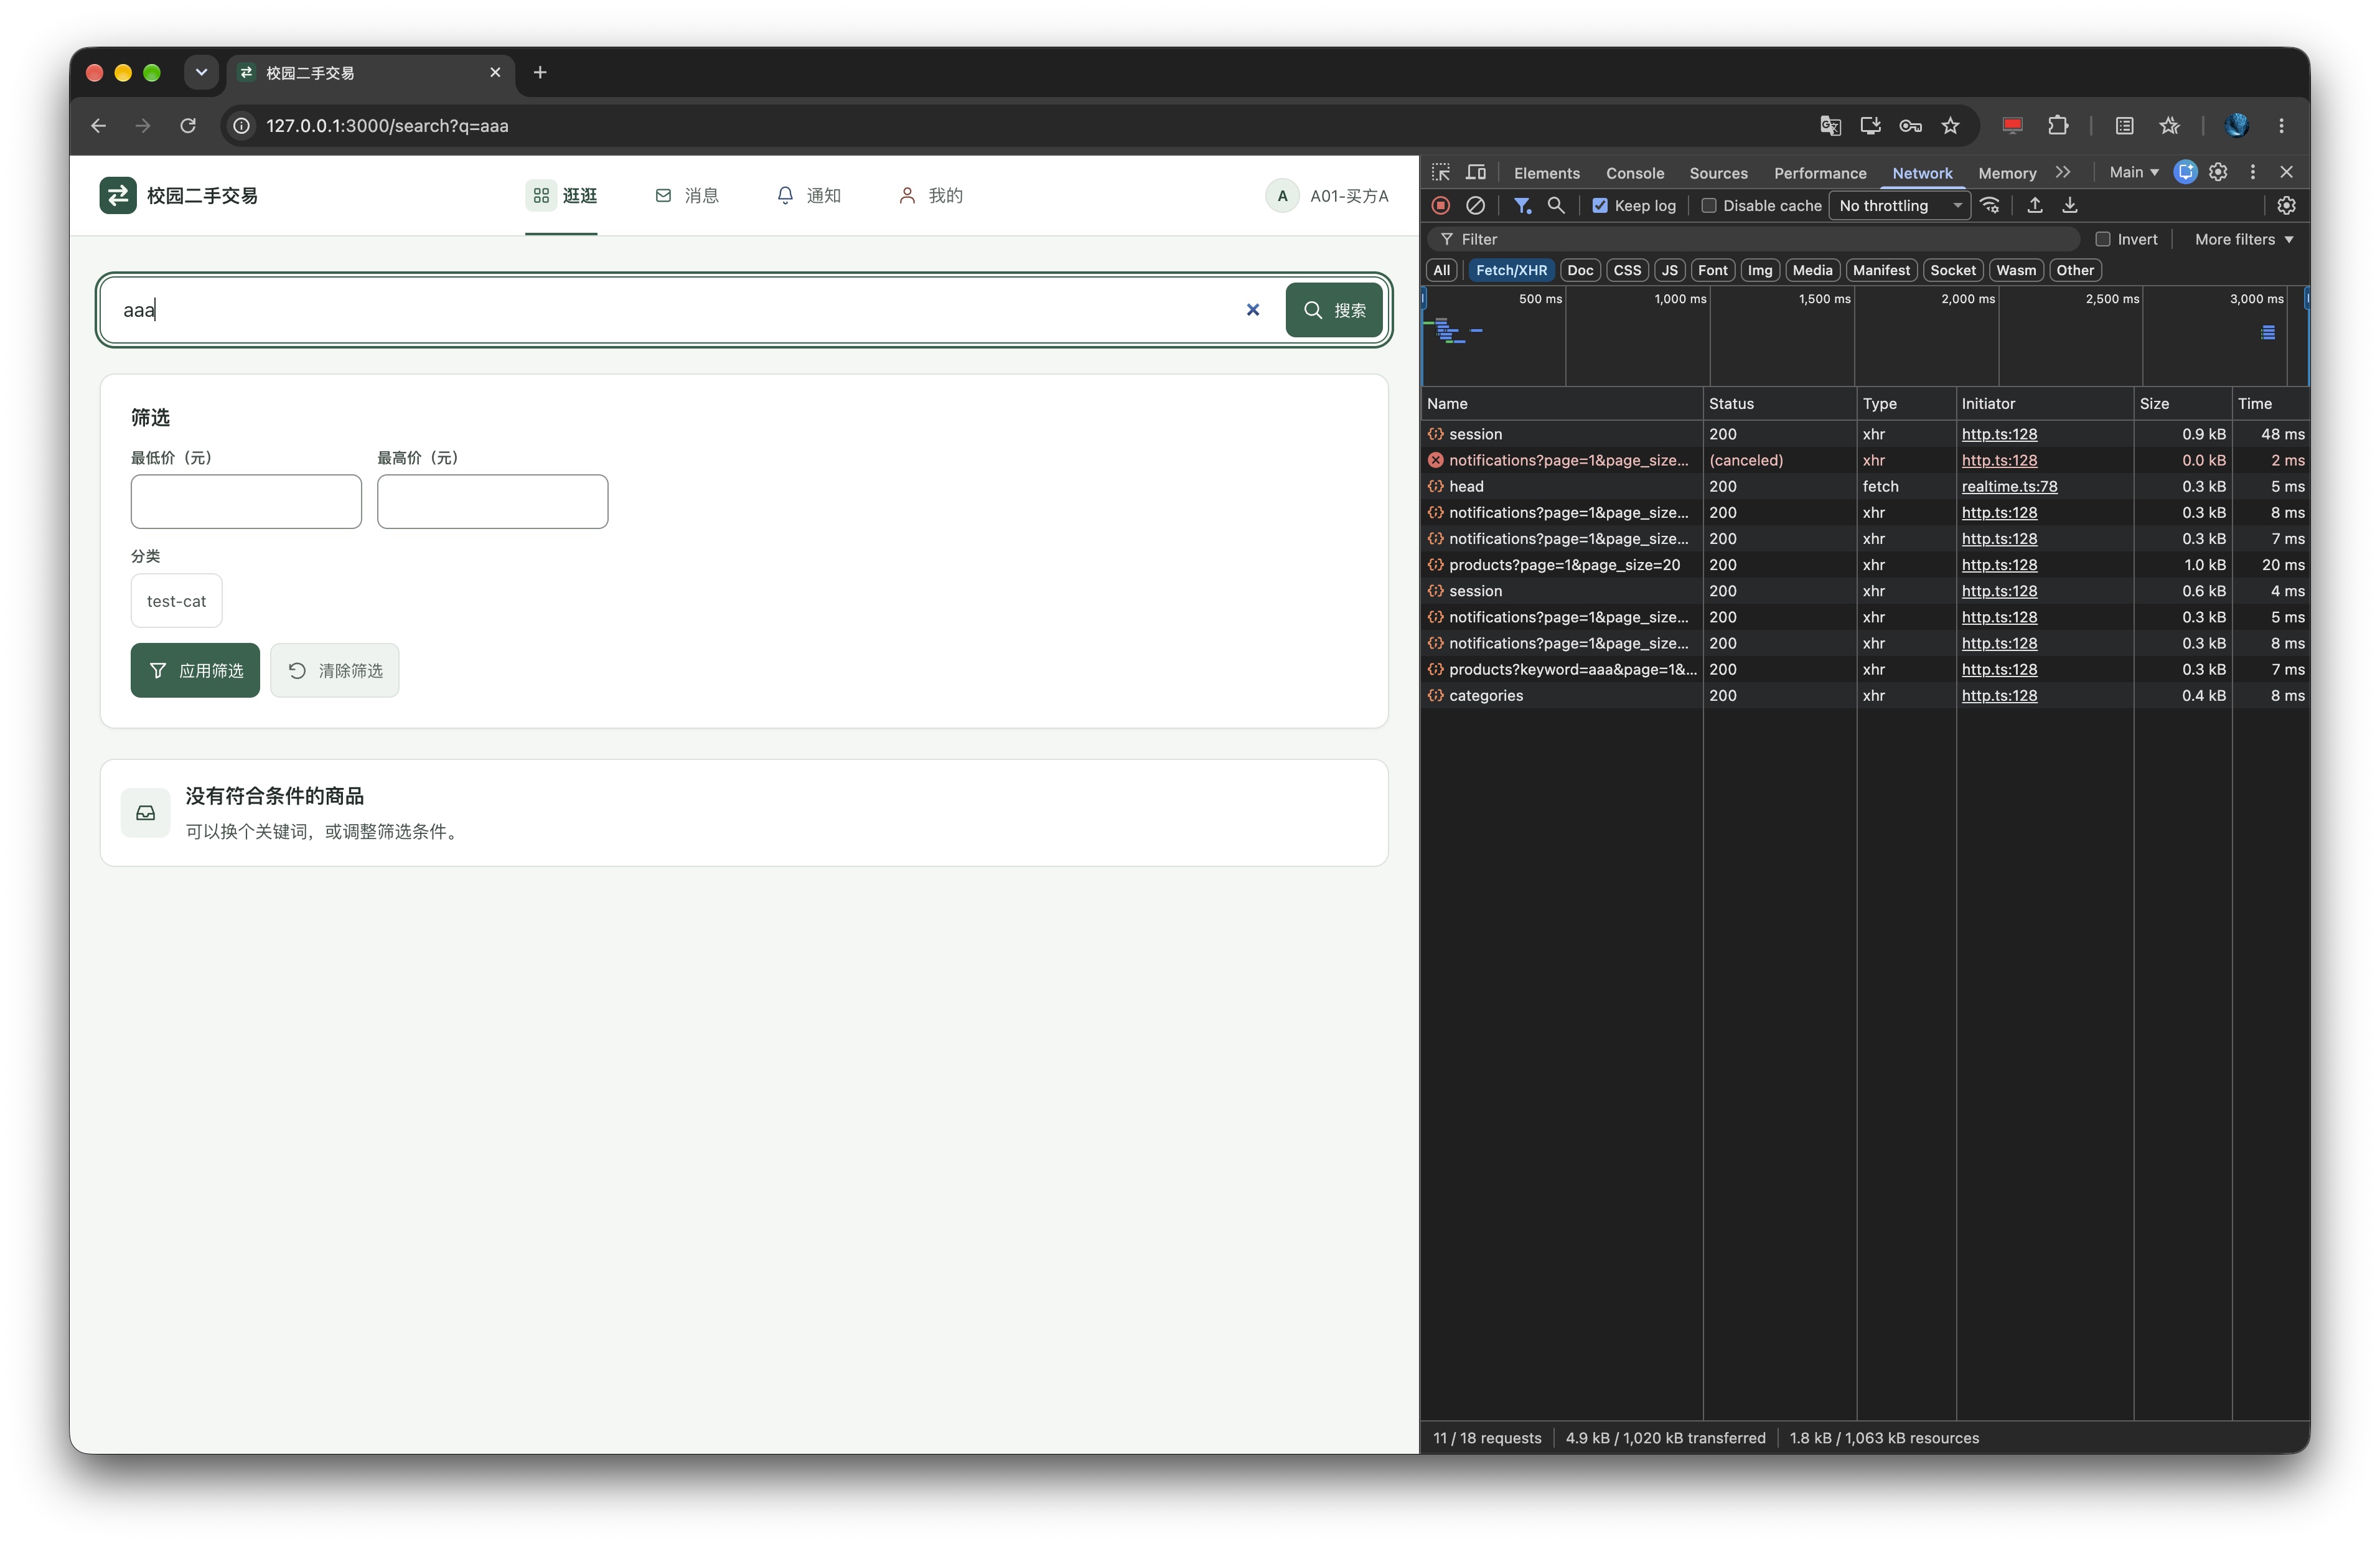 校园二手交易
127.0.0.1:3000/search?q=aaa
校园二手交易
逛逛
消息
通知
我的
A
A01-买方A
aaa
搜索
筛选
最低价（元）
最高价（元）
分类
test-cat
应用筛选
清除筛选
没有符合条件的商品
可以换个关键词，或调整筛选条件。
Elements Console Sources Performance Network Memory Main
Keep log Disable cache No throttling
Filter Invert More filters
All Fetch/XHR Doc CSS JS Font Img Media Manifest Socket Wasm Other
500 ms 1,000 ms 1,500 ms 2,000 ms 2,500 ms 3,000 ms
Name Status Type Initiator Size Time
session 200 xhr http.ts:128 0.9 kB 48 ms
notifications?page=1&page_size... (canceled) xhr http.ts:128 0.0 kB 2 ms
head 200 fetch realtime.ts:78 0.3 kB 5 ms
notifications?page=1&page_size... 200 xhr http.ts:128 0.3 kB 8 ms
notifications?page=1&page_size... 200 xhr http.ts:128 0.3 kB 7 ms
products?page=1&page_size=20 200 xhr http.ts:128 1.0 kB 20 ms
session 200 xhr http.ts:128 0.6 kB 4 ms
notifications?page=1&page_size... 200 xhr http.ts:128 0.3 kB 5 ms
notifications?page=1&page_size... 200 xhr http.ts:128 0.3 kB 8 ms
products?keyword=aaa&page=1&... 200 xhr http.ts:128 0.3 kB 7 ms
categories 200 xhr http.ts:128 0.4 kB 8 ms
11 / 18 requests 4.9 kB / 1,020 kB transferred 1.8 kB / 1,063 kB resources